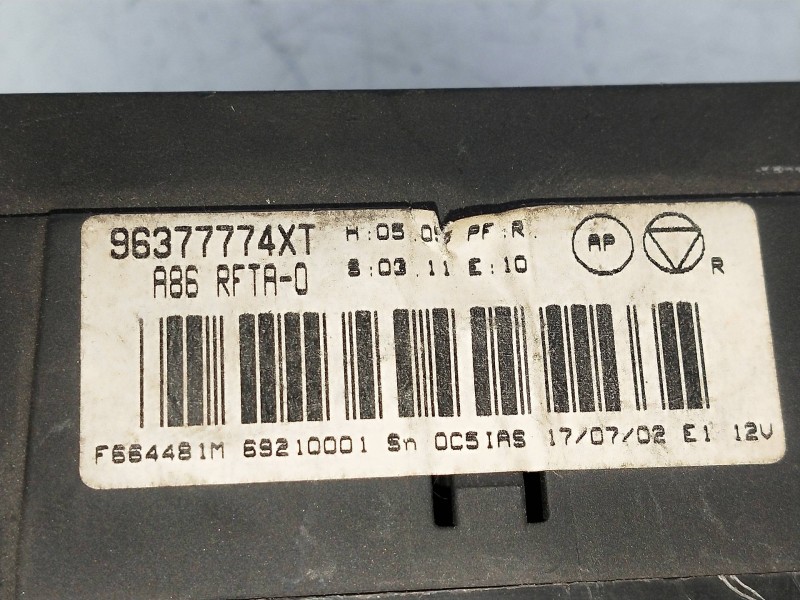 96377774XT H:05.05 PF:R.
A86 RFTA-0 S:03.11 E:10
AP
R
F664481M 69210001 Sn 0C5IAS 17/07/02 E1 12V